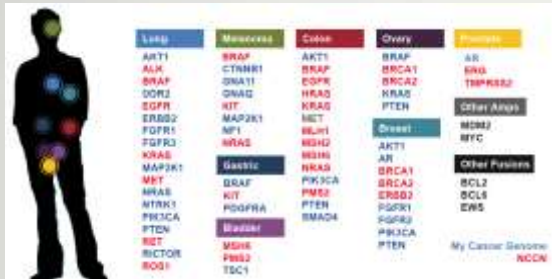 Lung
AKT1
ALK
BRAF
DDR2
EGFR
ERBB2
FGFR1
FGFR3
KRAS
MAP2K1
MET
NRAS
NTRK1
PIK3CA
PTEN
RET
RICTOR
ROS1
Melanoma
BRAF
CTNNB1
GNA11
GNAQ
KIT
MAP2K1
NF1
NRAS
Gastric
BRAF
KIT
PDGFRA
Bladder
MSH6
PMS2
TSC1
Colon
AKT1
BRAF
EGFR
HRAS
KRAS
MET
MLH1
MSH2
MSH6
NRAS
PIK3CA
PMS2
PTEN
SMAD4
Ovary
BRAF
BRCA1
BRCA2
KRAS
PTEN
Breast
AKT1
AR
BRCA1
BRCA2
ERBB2
FGFR1
FGFR2
PIK3CA
PTEN
Prostate
AR
ERG
TMPRSS2
Other Amps
MDM2
MYC
Other Fusions
BCL2
BCL6
EWS
My Cancer Genome
NCCN